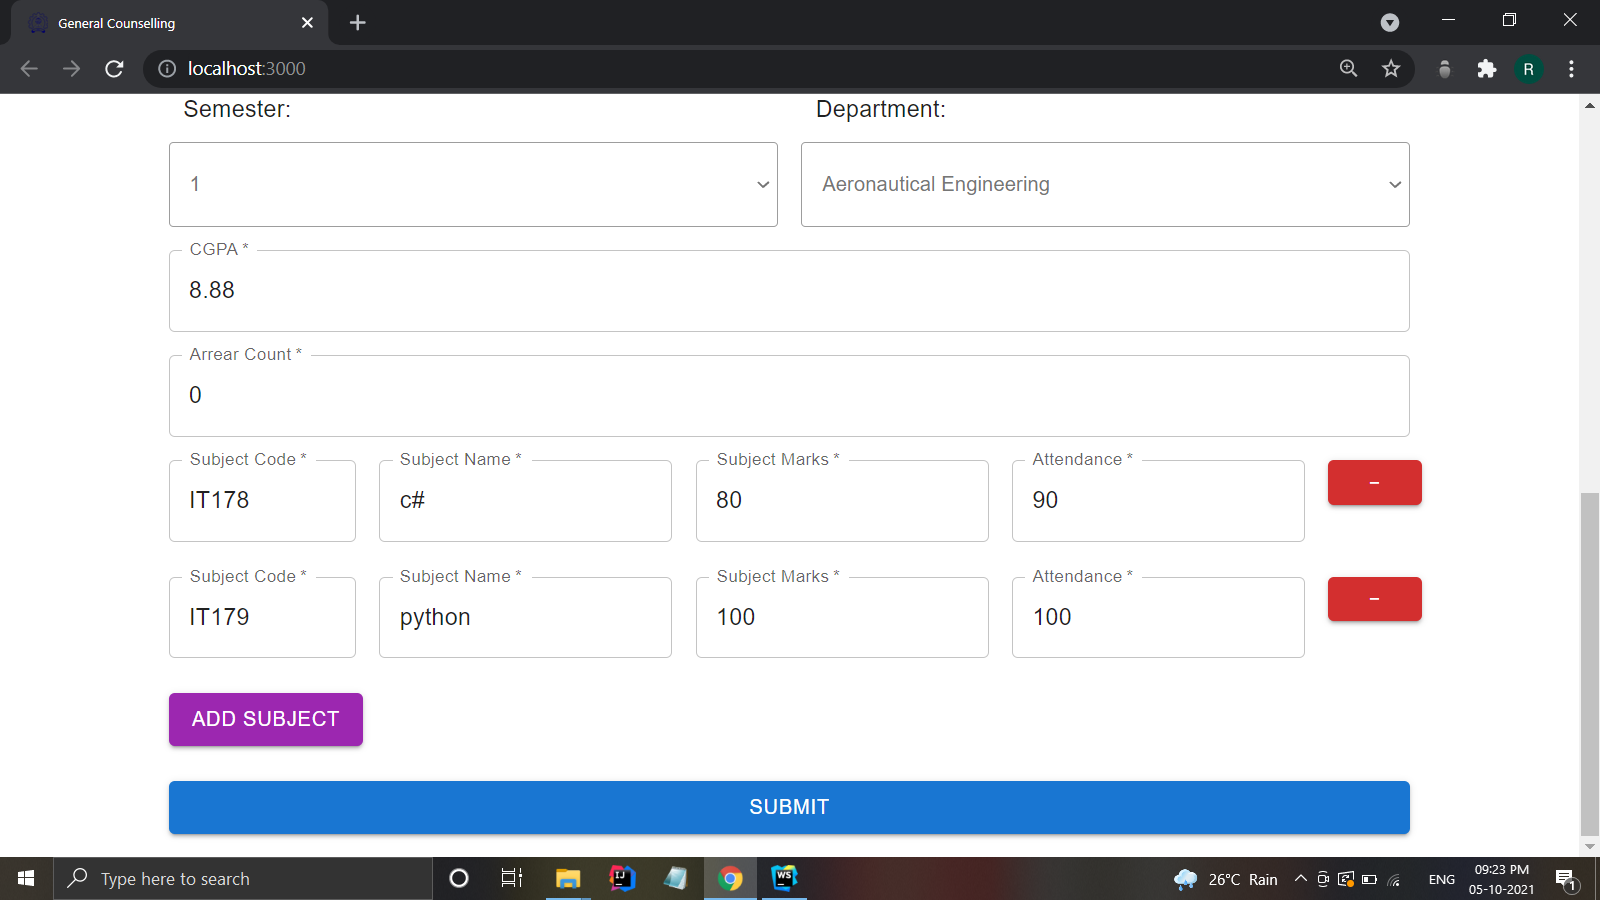 General Counselling
localhost:3000
R
Semester:
Department:
1
Aeronautical Engineering
CGPA *
8.88
Arrear Count *
0
Subject Code * Subject Name * Subject Marks * Attendance *
IT178 c# 80 90 -
Subject Code * Subject Name * Subject Marks * Attendance *
IT179 python 100 100 -
ADD SUBJECT
SUBMIT
Type here to search
IJ
WS
26°C Rain
ENG
09:23 PM
05-10-2021
1